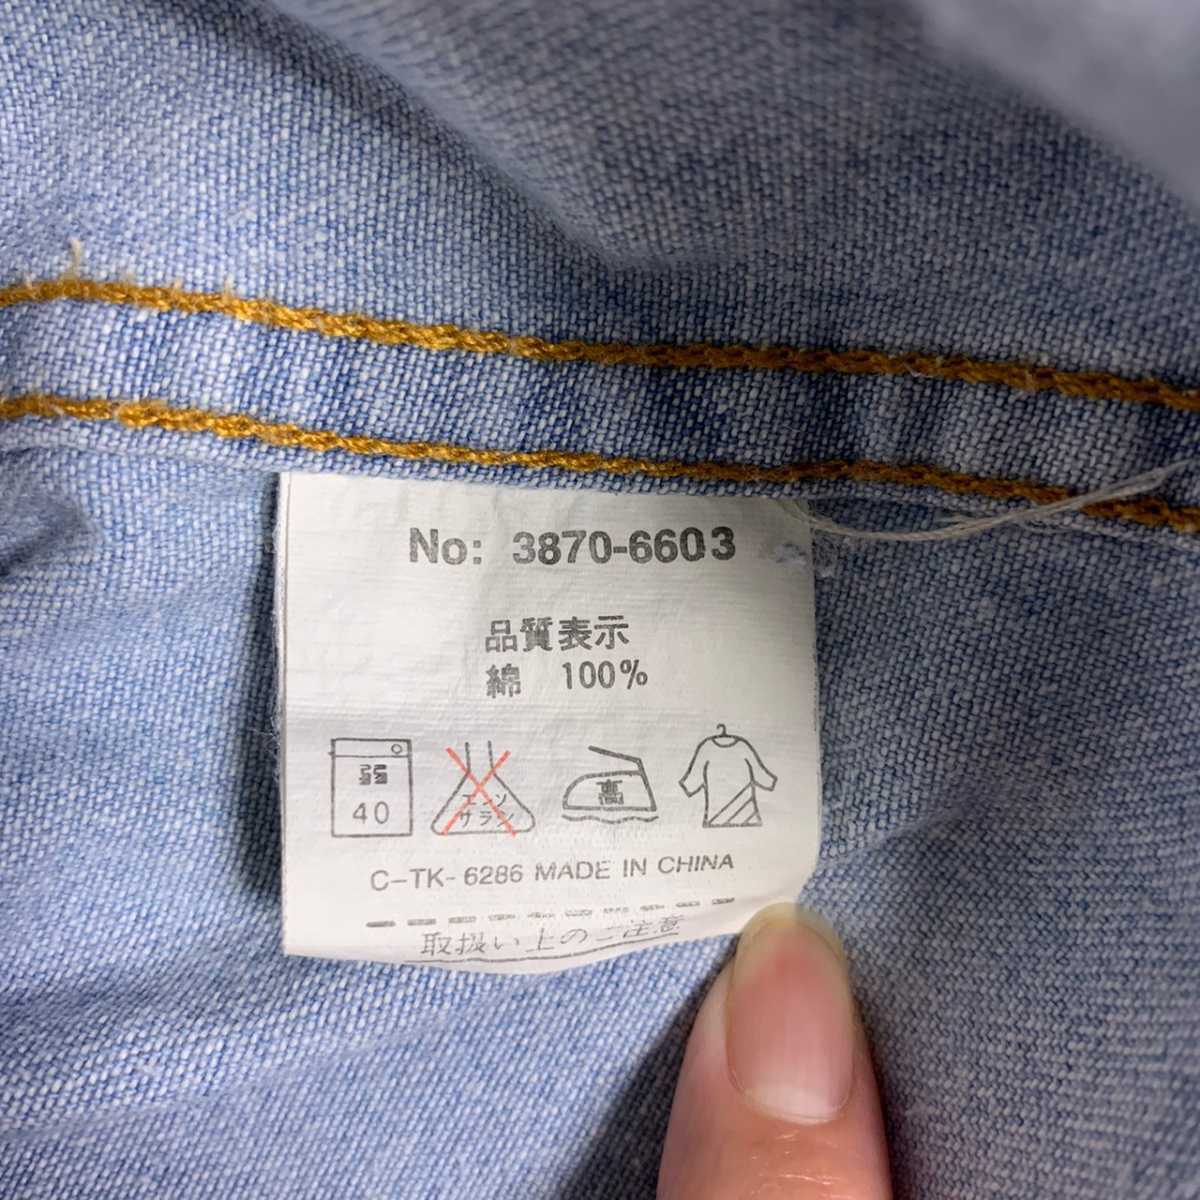 No: 3870-6603
品質表示
綿 100%
弱
40
エンソ
サラシ
高
C-TK-6286 MADE IN CHINA
取扱い上のご注意